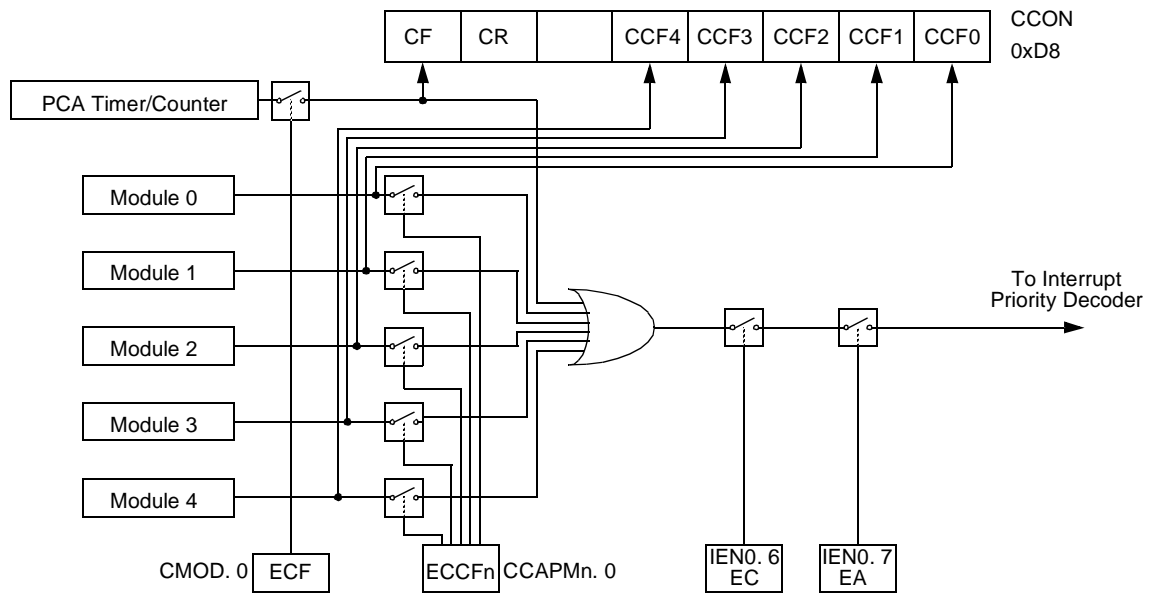 CF CR CCF4 CCF3 CCF2 CCF1 CCF0
CCON
0xD8
PCA Timer/Counter
Module 0
Module 1
Module 2
Module 3
Module 4
To Interrupt
Priority Decoder
CMOD. 0
ECF
ECCFn
CCAPMn. 0
IEN0. 6
EC
IEN0. 7
EA